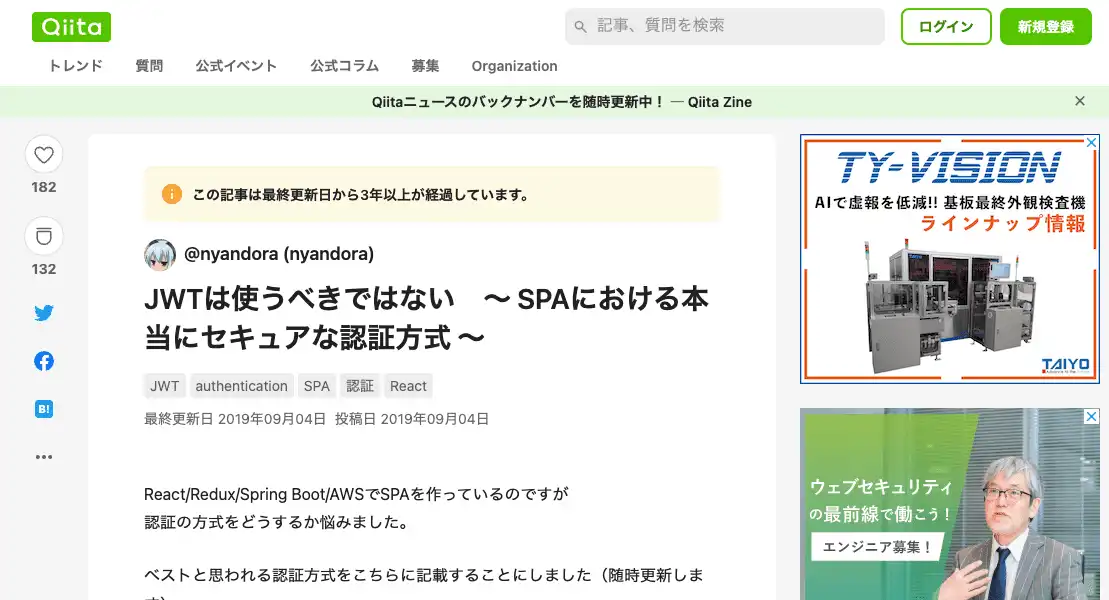 Qiita
記事、質問を検索
ログイン
新規登録
トレンド 質問 公式イベント 公式コラム 募集 Organization
Qiitaニュースのバックナンバーを随時更新中！ — Qiita Zine
182
132
B!
この記事は最終更新日から3年以上が経過しています。
@nyandora (nyandora)
JWTは使うべきではない　〜 SPAにおける本
当にセキュアな認証方式 〜
JWT authentication SPA 認証 React
最終更新日 2019年09月04日 投稿日 2019年09月04日
React/Redux/Spring Boot/AWSでSPAを作っているのですが
認証の方式をどうするか悩みました。
ベストと思われる認証方式をこちらに記載することにしました（随時更新しま
TY-VISION
AIで虚報を低減!! 基板最終外観検査機
ラインナップ情報
TAIYO
ウェブセキュリティ
の最前線で働こう！
エンジニア募集！